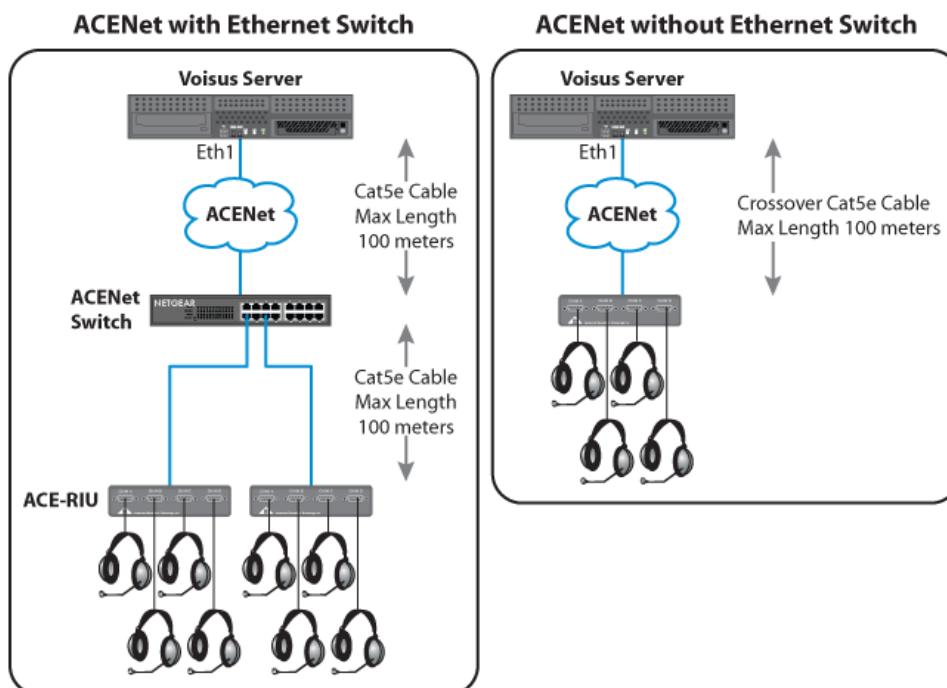 ACENet with Ethernet Switch
Voisus Server
Eth1
ACENet
Cat5e Cable
Max Length
100 meters
ACENet
Switch
NETGEAR
Cat5e Cable
Max Length
100 meters
ACE-RIU
ACENet without Ethernet Switch
Voisus Server
Eth1
ACENet
Crossover Cat5e Cable
Max Length 100 meters